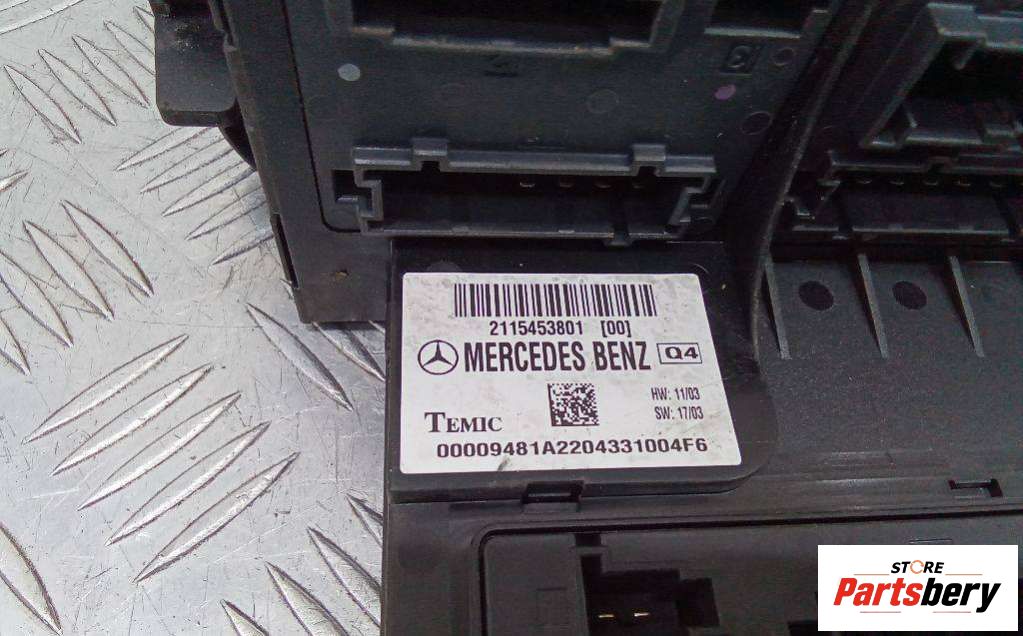 2115453801 [00]
MERCEDES BENZ Q4
HW: 11/03
TEMIC SW: 17/03
00009481A2204331004F6
STORE
Partsbery